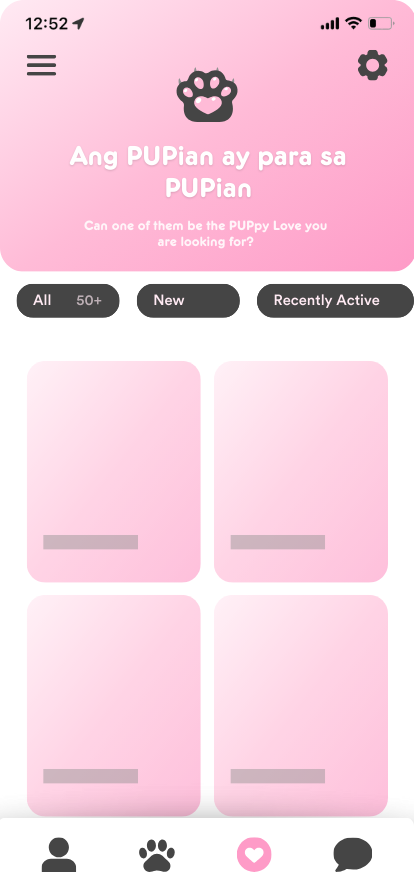 12:52
Ang PUPian ay para sa
PUPian
Can one of them be the PUPpy Love you
are looking for?
All 50+ New Recently Active